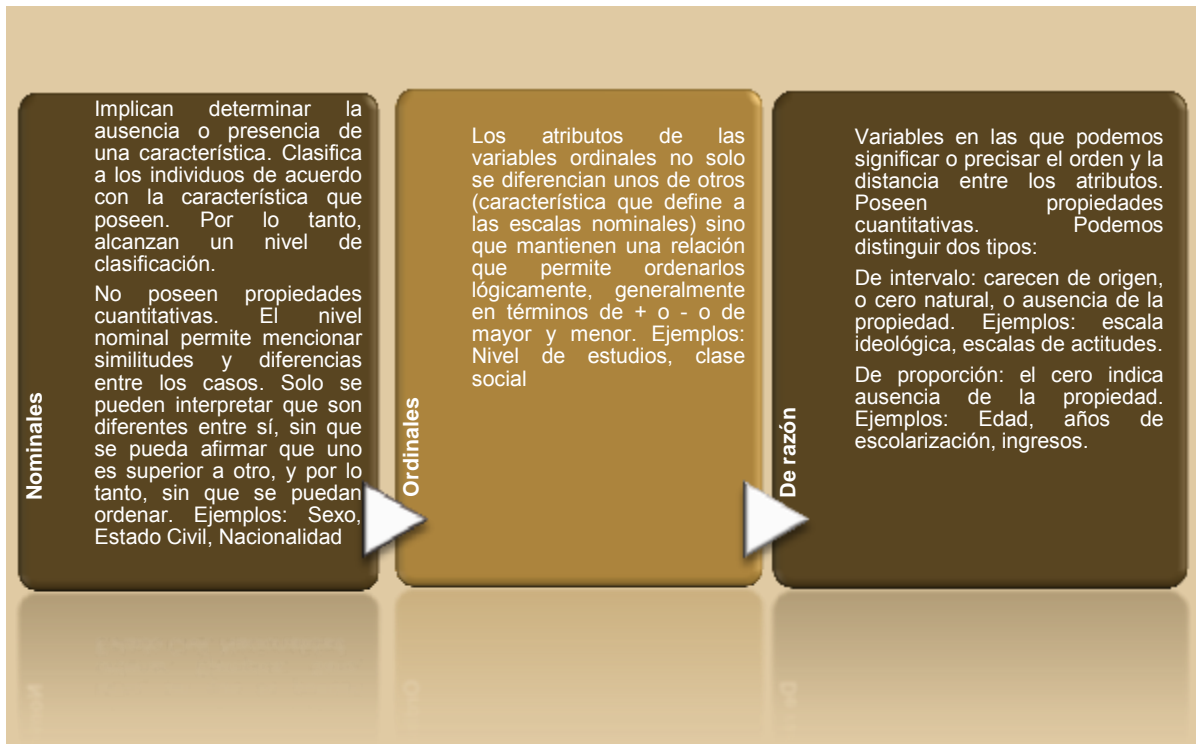 Nominales
Implican determinar la
ausencia o presencia de
una característica. Clasifica
a los individuos de acuerdo
con la característica que
poseen. Por lo tanto,
alcanzan un nivel de
clasificación.
No poseen propiedades
cuantitativas. El nivel
nominal permite mencionar
similitudes y diferencias
entre los casos. Solo se
pueden interpretar que son
diferentes entre sí, sin que
se pueda afirmar que uno
es superior a otro, y por lo
tanto, sin que se puedan
ordenar. Ejemplos: Sexo,
Estado Civil, Nacionalidad
Ordinales
Los atributos de las
variables ordinales no solo
se diferencian unos de otros
(característica que define a
las escalas nominales) sino
que mantienen una relación
que permite ordenarlos
lógicamente, generalmente
en términos de + o - o de
mayor y menor. Ejemplos:
Nivel de estudios, clase
social
De razón
Variables en las que podemos
significar o precisar el orden y la
distancia entre los atributos.
Poseen propiedades
cuantitativas. Podemos
distinguir dos tipos:
De intervalo: carecen de origen,
o cero natural, o ausencia de la
propiedad. Ejemplos: escala
ideológica, escalas de actitudes.
De proporción: el cero indica
ausencia de la propiedad.
Ejemplos: Edad, años de
escolarización, ingresos.